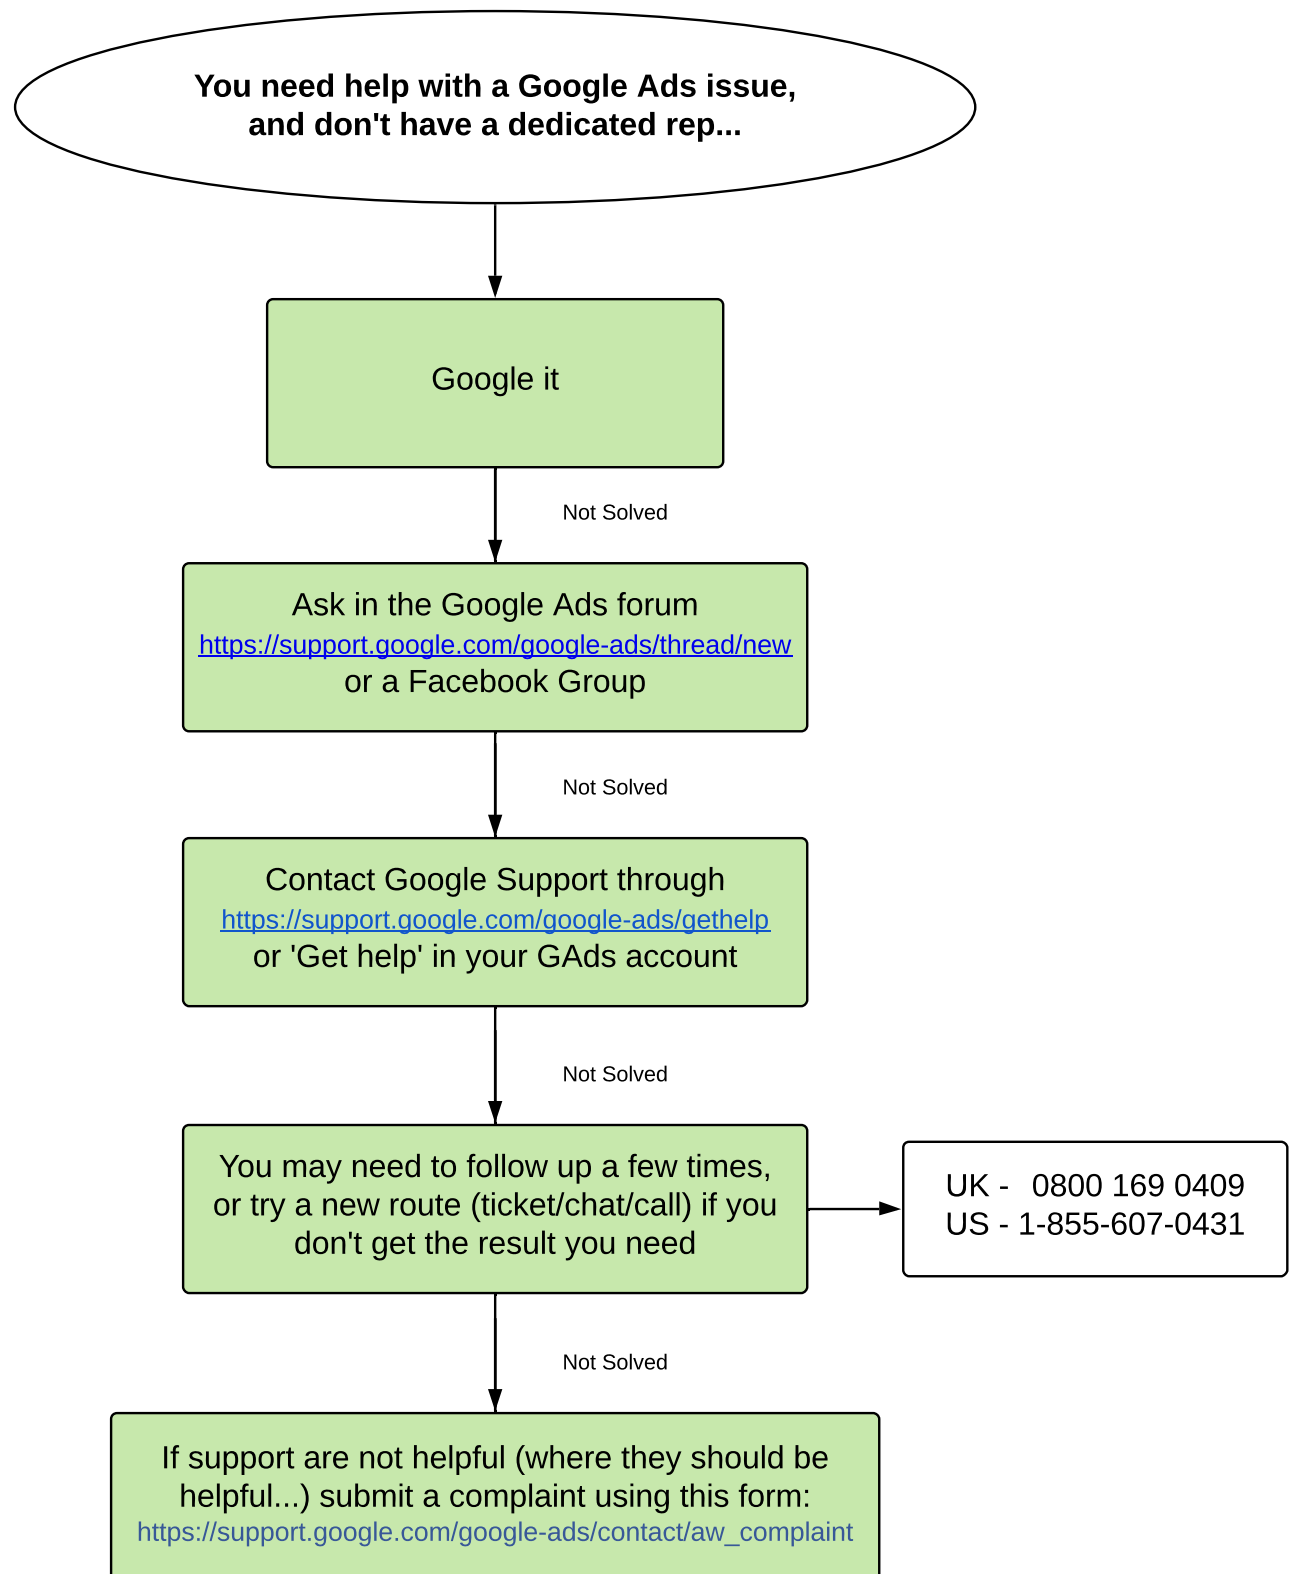 You need help with a Google Ads issue,
and don't have a dedicated rep...
Google it
Not Solved
Ask in the Google Ads forum
https://support.google.com/google-ads/thread/new
or a Facebook Group
Not Solved
Contact Google Support through
https://support.google.com/google-ads/gethelp
or 'Get help' in your GAds account
Not Solved
You may need to follow up a few times,
or try a new route (ticket/chat/call) if you
don't get the result you need
UK - 0800 169 0409
US - 1-855-607-0431
Not Solved
If support are not helpful (where they should be
helpful...) submit a complaint using this form:
https://support.google.com/google-ads/contact/aw_complaint